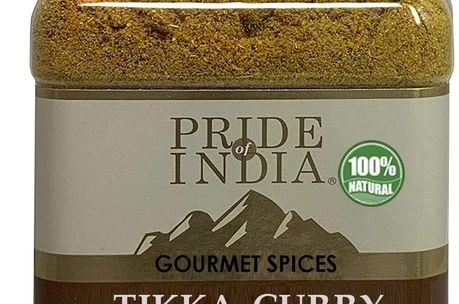 PRIDE
of
INDIA®
100%
NATURAL
GOURMET SPICES
TIKKA CURRY